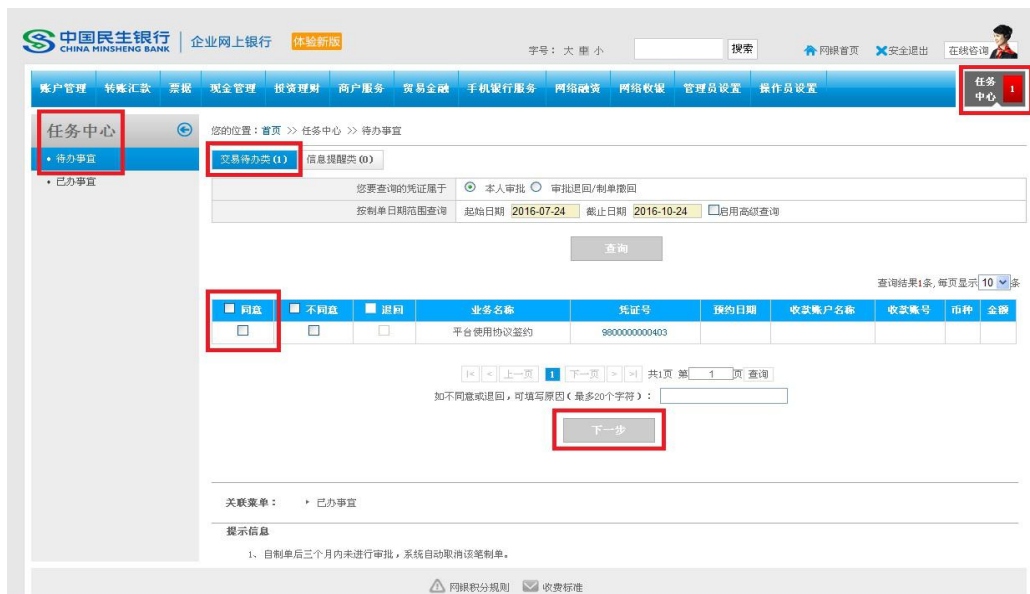 中国民生银行 企业网上银行 体验新版
CHINA MINSHENG BANK
字号： 大 中 小 搜索 网银首页 安全退出 在线咨询
账户管理 转账汇款 票据 现金管理 投资理财 商户服务 贸易金融 手机银行服务 网络融资 网络收银 管理员设置 操作员设置 任务中心 1
任务中心
• 待办事宜
• 已办事宜
您的位置：首页 >> 任务中心 >> 待办事宜
交易待办类(1) 信息提醒类(0)
您要查询的凭证属于 本人审批 审批退回/制单撤回
按制单日期范围查询 起始日期 2016-07-24 截止日期 2016-10-24 启用高级查询
查询
查询结果1条,每页显示 10 条
同意 不同意 退回 业务名称 凭证号 预约日期 收款账户名称 收款账号 币种 金额
平台使用协议签约 9800000000403
|< < 上一页 1 下一页 > >| 共1页 第 1 页 查询
如不同意或退回，可填写原因（最多20个字符）：
下一步
关联菜单： 已办事宜
提示信息
1、自制单后三个月内未进行审批，系统自动取消该笔制单。
网银积分规则 收费标准